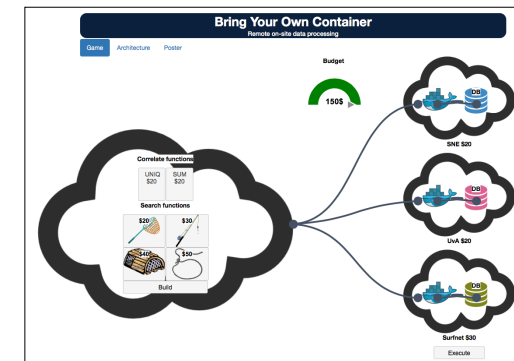 Bring Your Own Container
Remote on-site data processing
Game Architecture Poster
Budget
150$
DB
SNE $20
Correlate functions
UNIQ SUM
$20 $20
Search functions
$20 $30
$40 $50
Build
DB
UvA $20
DB
Surfnet $30
Execute